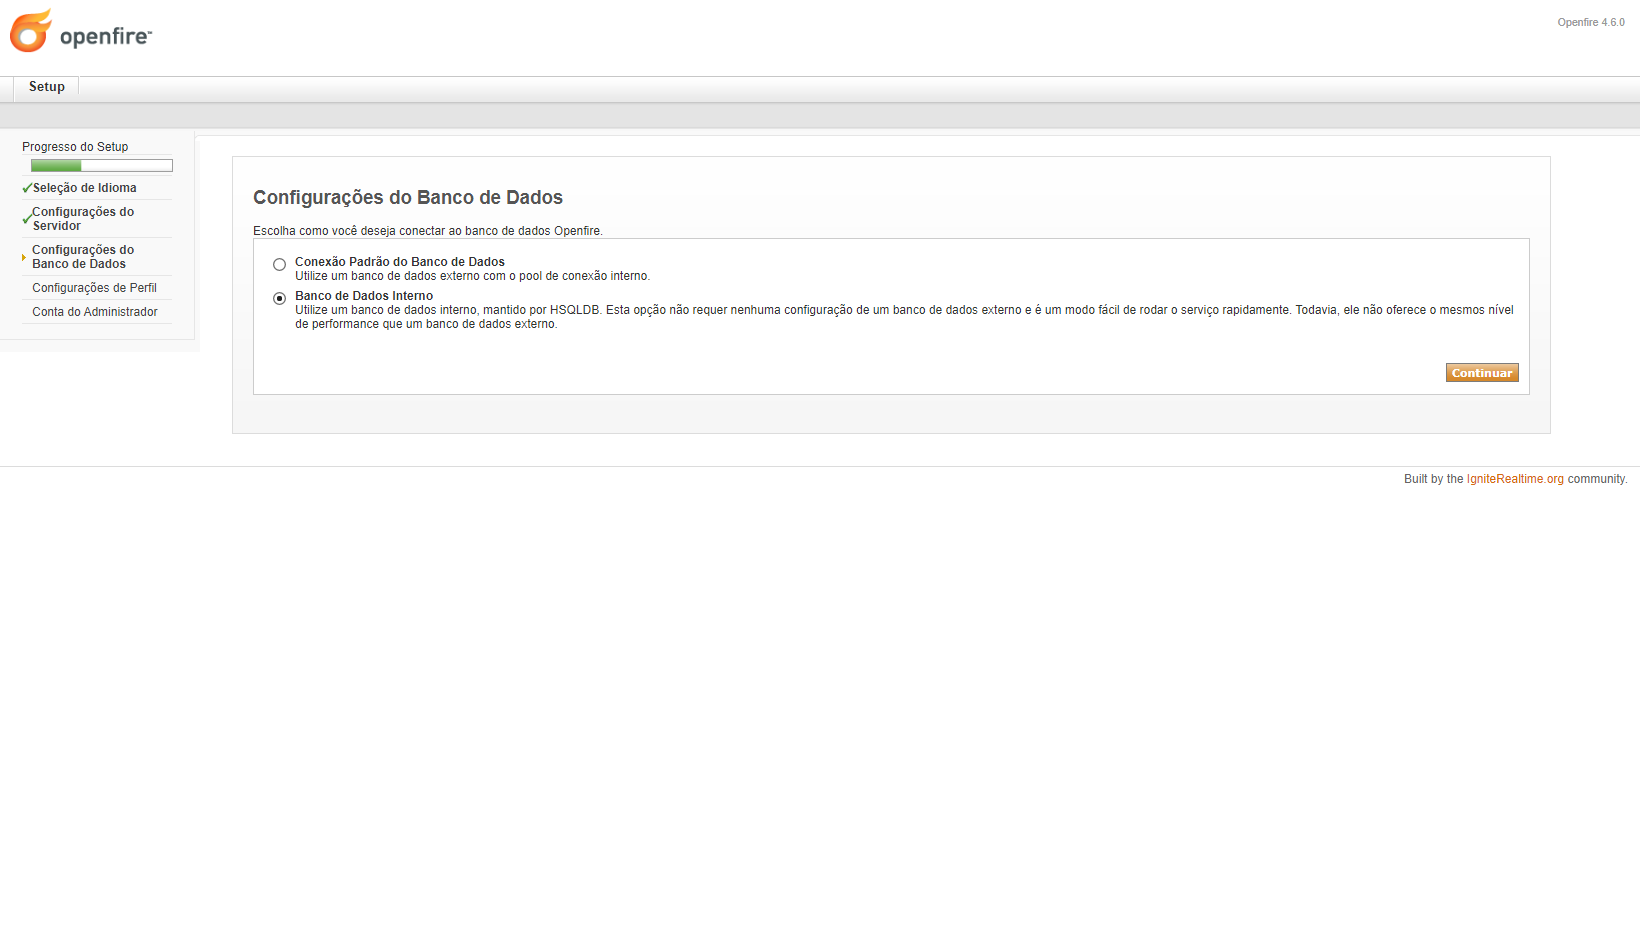 openfire™
Openfire 4.6.0
Setup
Progresso do Setup
Seleção de Idioma
Configurações do
Servidor
Configurações do
Banco de Dados
Configurações de Perfil
Conta do Administrador
Configurações do Banco de Dados
Escolha como você deseja conectar ao banco de dados Openfire.
Conexão Padrão do Banco de Dados
Utilize um banco de dados externo com o pool de conexão interno.
Banco de Dados Interno
Utilize um banco de dados interno, mantido por HSQLDB. Esta opção não requer nenhuma configuração de um banco de dados externo e é um modo fácil de rodar o serviço rapidamente. Todavia, ele não oferece o mesmos nível
de performance que um banco de dados externo.
Continuar
Built by the IgniteRealtime.org community.